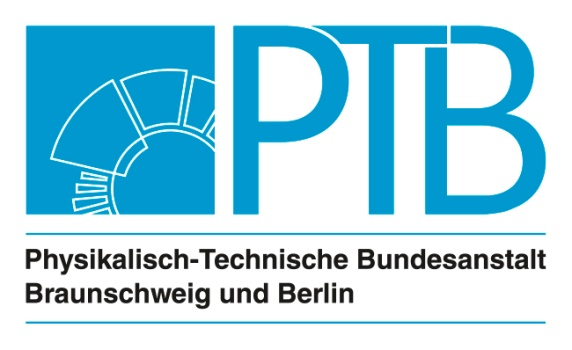 PTB
Physikalisch-Technische Bundesanstalt
Braunschweig und Berlin